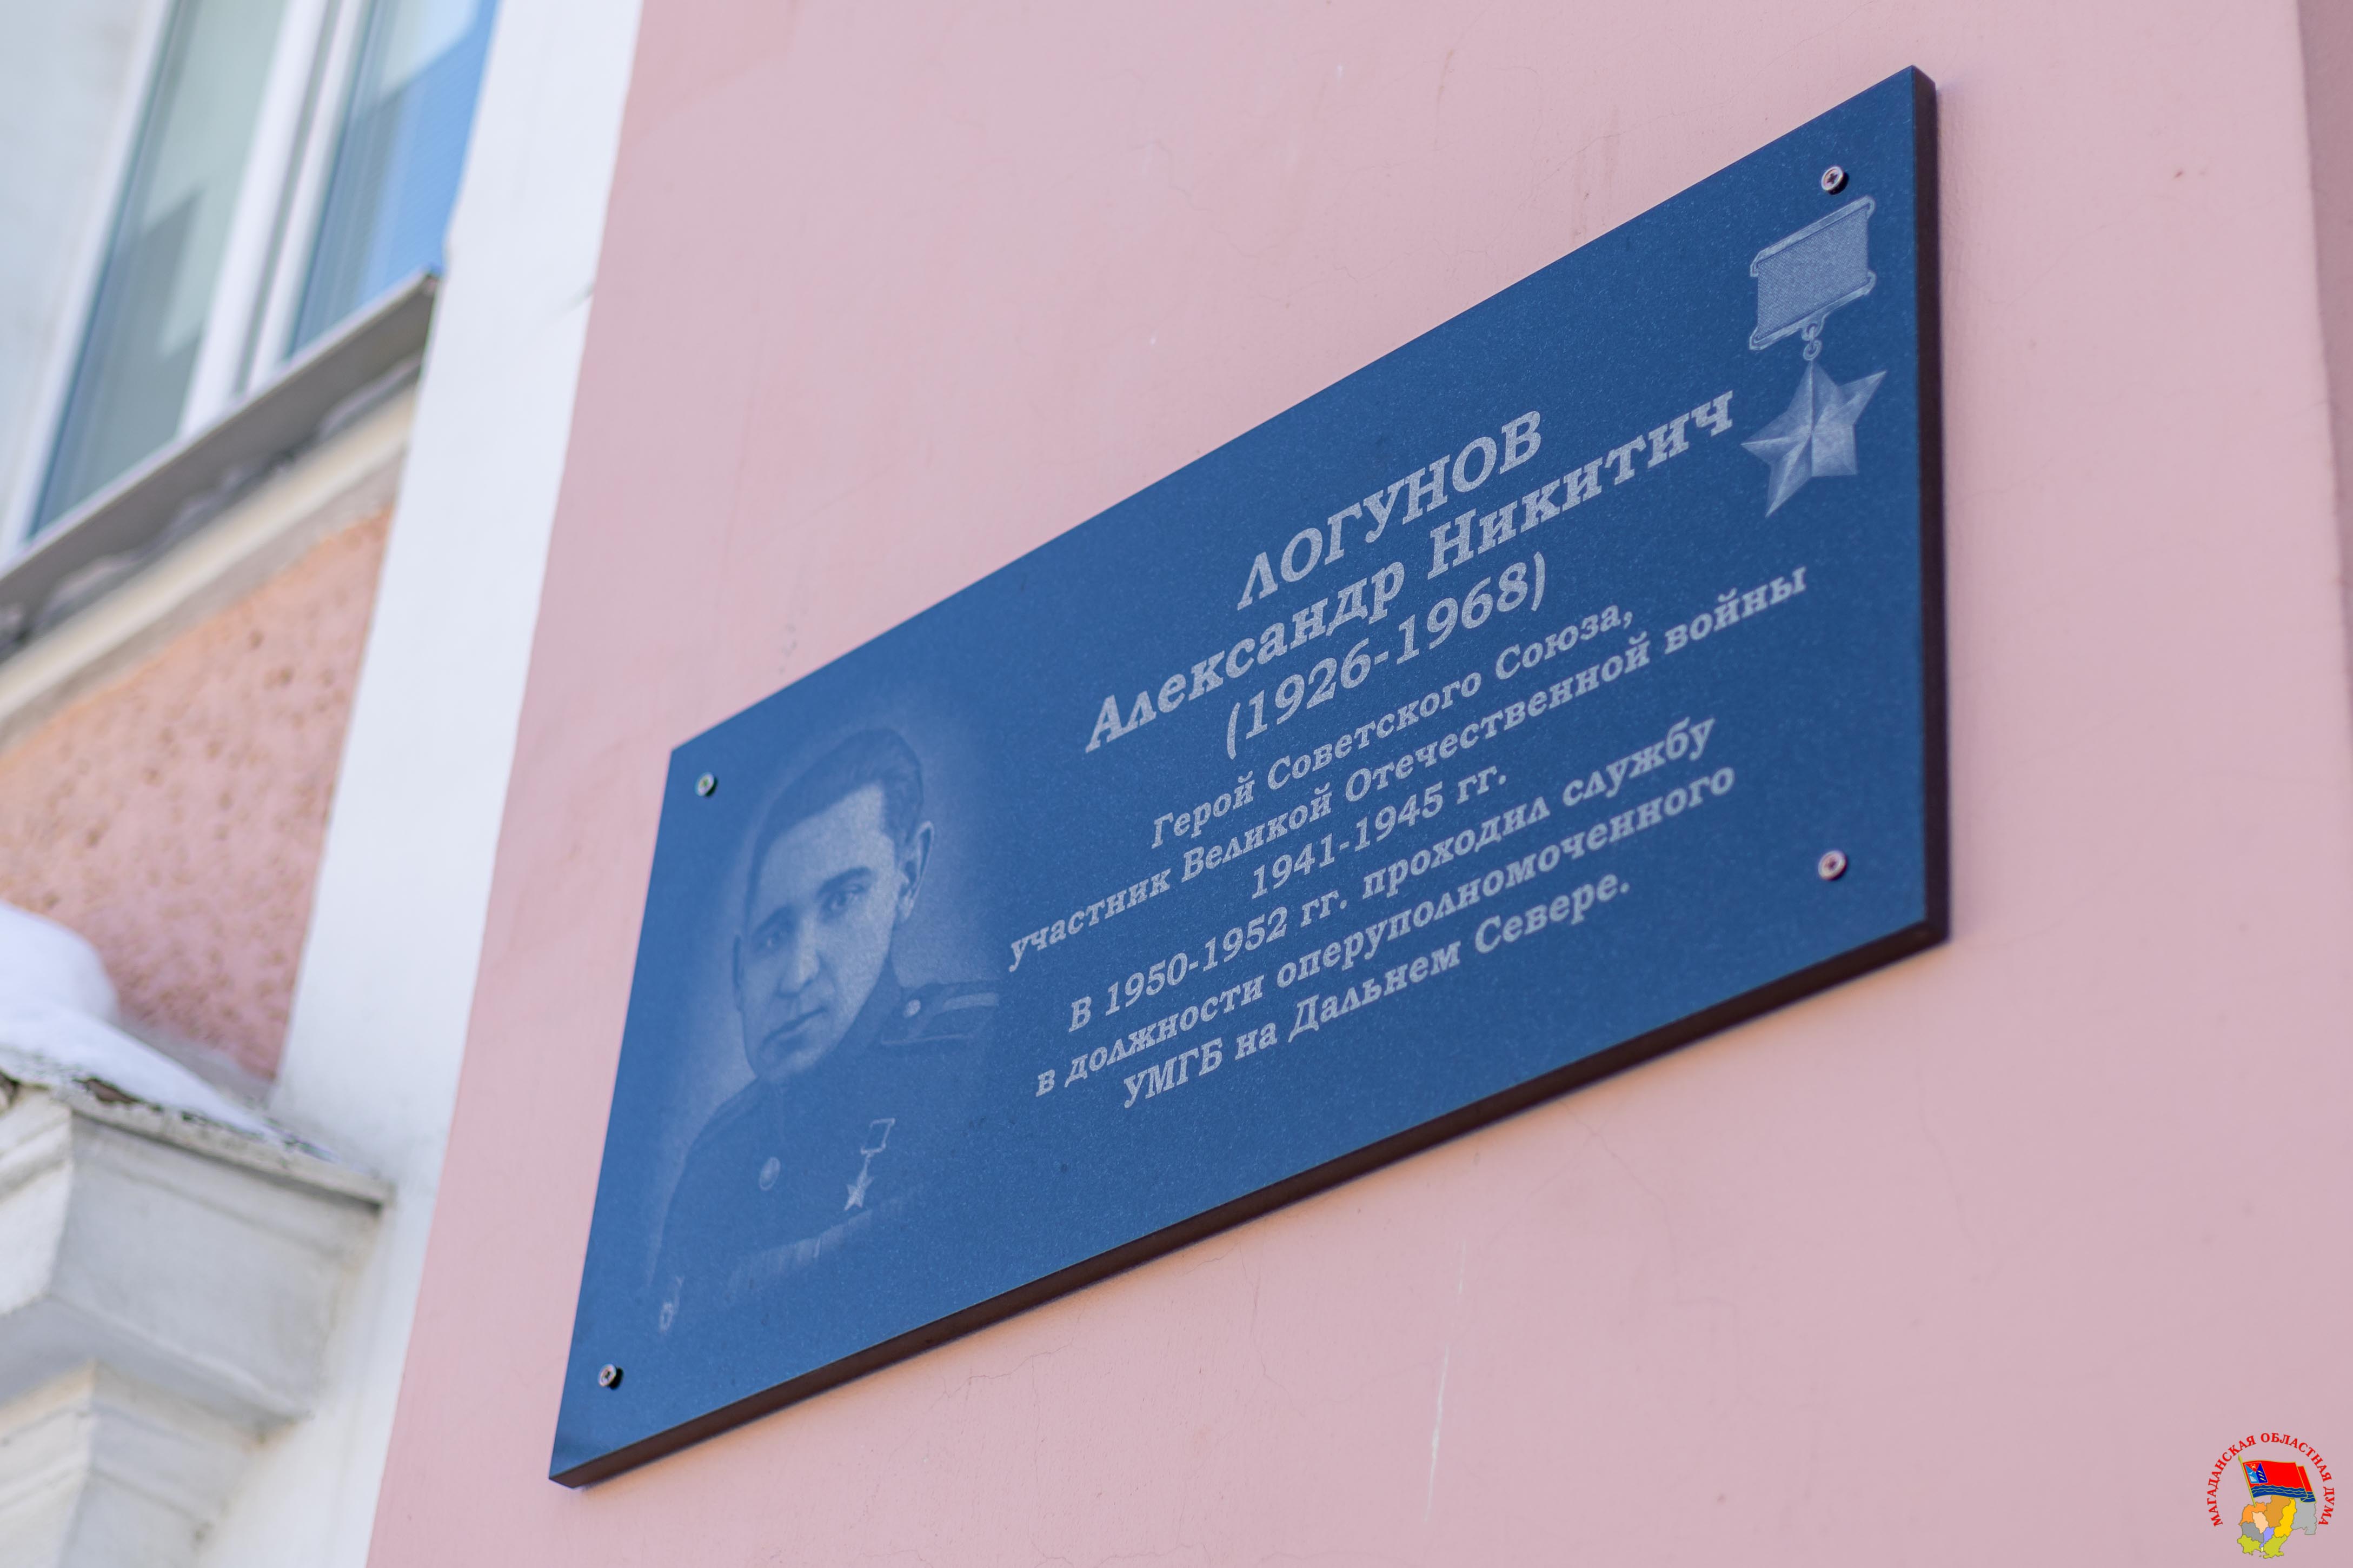 ЛОГУНОВ
Александр Никитич
(1926-1968)
Герой Советского Союза,
участник Великой Отечественной войны
1941-1945 гг.
В 1950-1952 гг. проходил службу
в должности оперуполномоченного
УМГБ на Дальнем Севере.
МАГАДАНСКАЯ ОБЛАСТНАЯ ДУМА